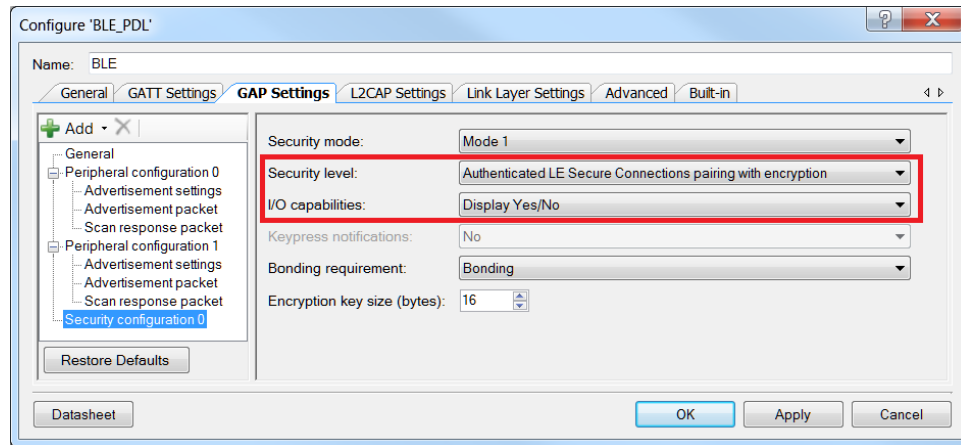 Configure 'BLE_PDL'
Name: BLE
General GATT Settings GAP Settings L2CAP Settings Link Layer Settings Advanced Built-in
Add
General
Peripheral configuration 0
Advertisement settings
Advertisement packet
Scan response packet
Peripheral configuration 1
Advertisement settings
Advertisement packet
Scan response packet
Security configuration 0
Restore Defaults
Security mode: Mode 1
Security level: Authenticated LE Secure Connections pairing with encryption
I/O capabilities: Display Yes/No
Keypress notifications: No
Bonding requirement: Bonding
Encryption key size (bytes): 16
Datasheet OK Apply Cancel